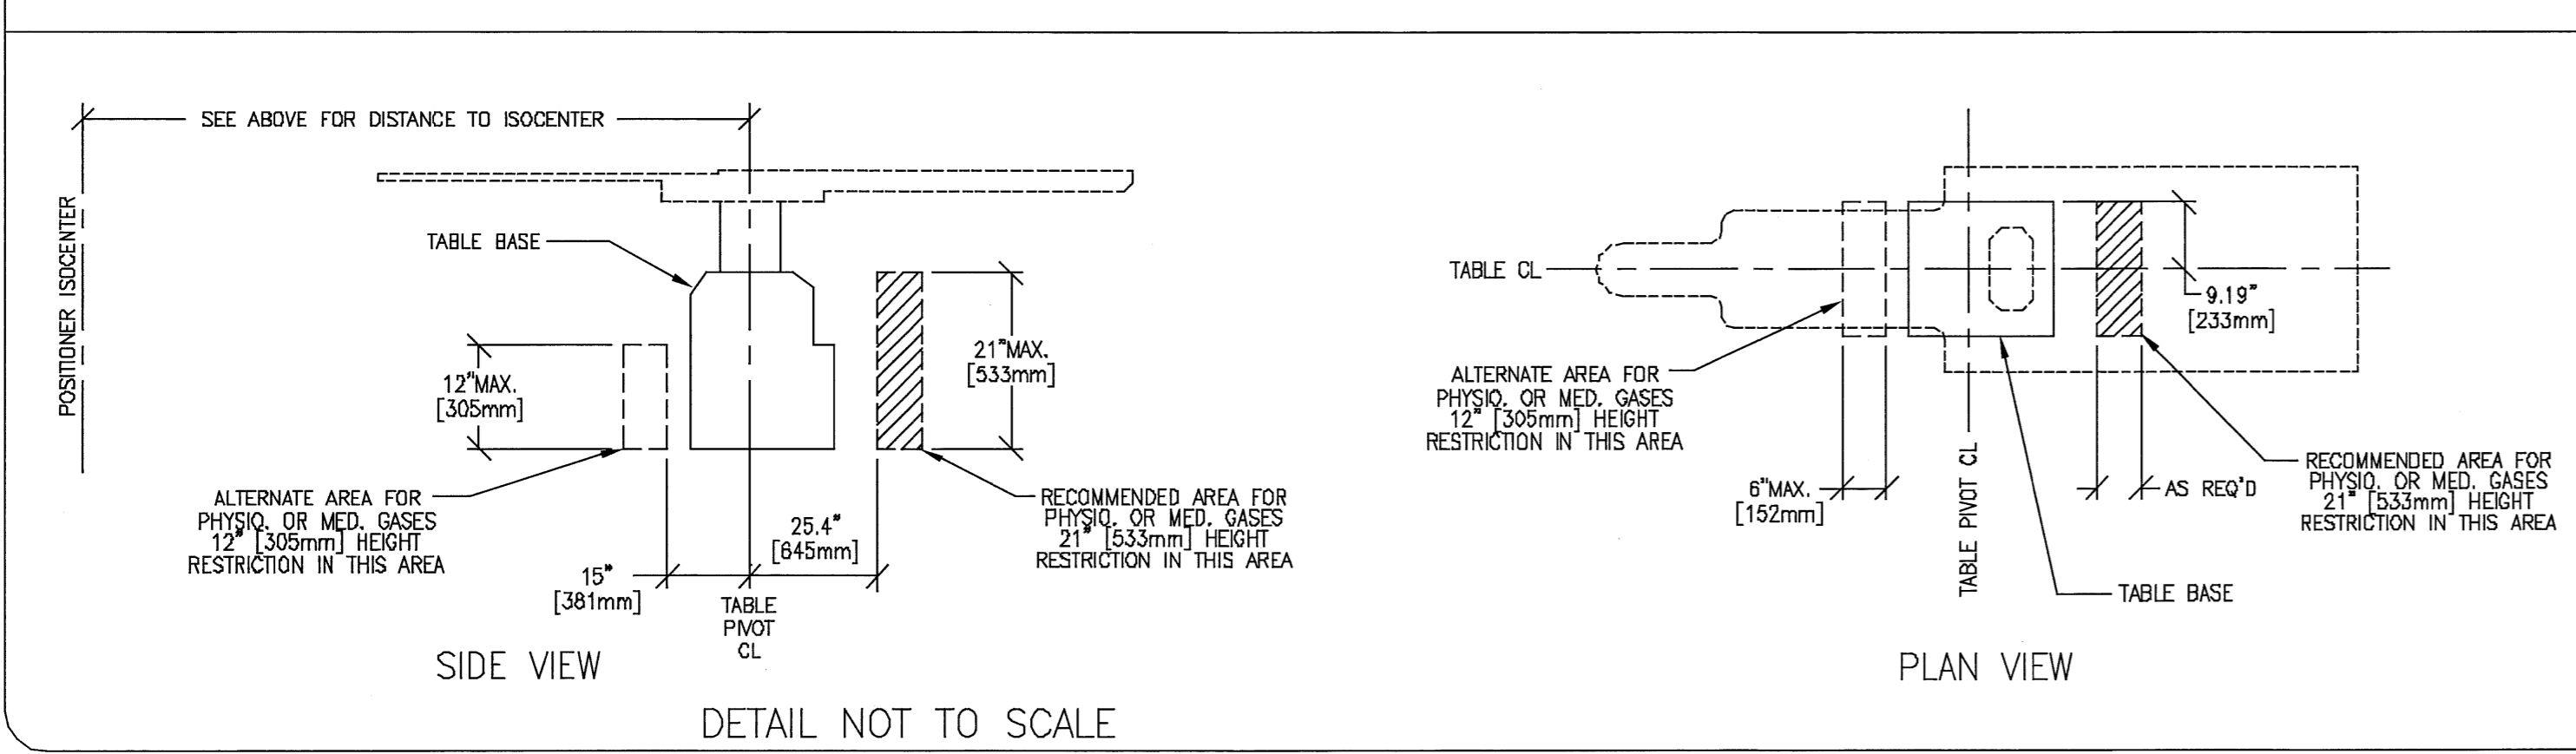 SEE ABOVE FOR DISTANCE TO ISOCENTER
POSITIONER ISOCENTER
TABLE BASE
12"MAX.
[305mm]
21"MAX.
[533mm]
ALTERNATE AREA FOR
PHYSIO. OR MED. GASES
12" [305mm] HEIGHT
RESTRICTION IN THIS AREA
15"
[381mm]
25.4"
[645mm]
TABLE
PIVOT
CL
RECOMMENDED AREA FOR
PHYSIO. OR MED. GASES
21" [533mm] HEIGHT
RESTRICTION IN THIS AREA
SIDE VIEW
TABLE CL
9.19"
[233mm]
ALTERNATE AREA FOR
PHYSIO. OR MED. GASES
12" [305mm] HEIGHT
RESTRICTION IN THIS AREA
6"MAX.
[152mm]
TABLE PIVOT CL
AS REQ'D
RECOMMENDED AREA FOR
PHYSIO. OR MED. GASES
21" [533mm] HEIGHT
RESTRICTION IN THIS AREA
TABLE BASE
PLAN VIEW
DETAIL NOT TO SCALE